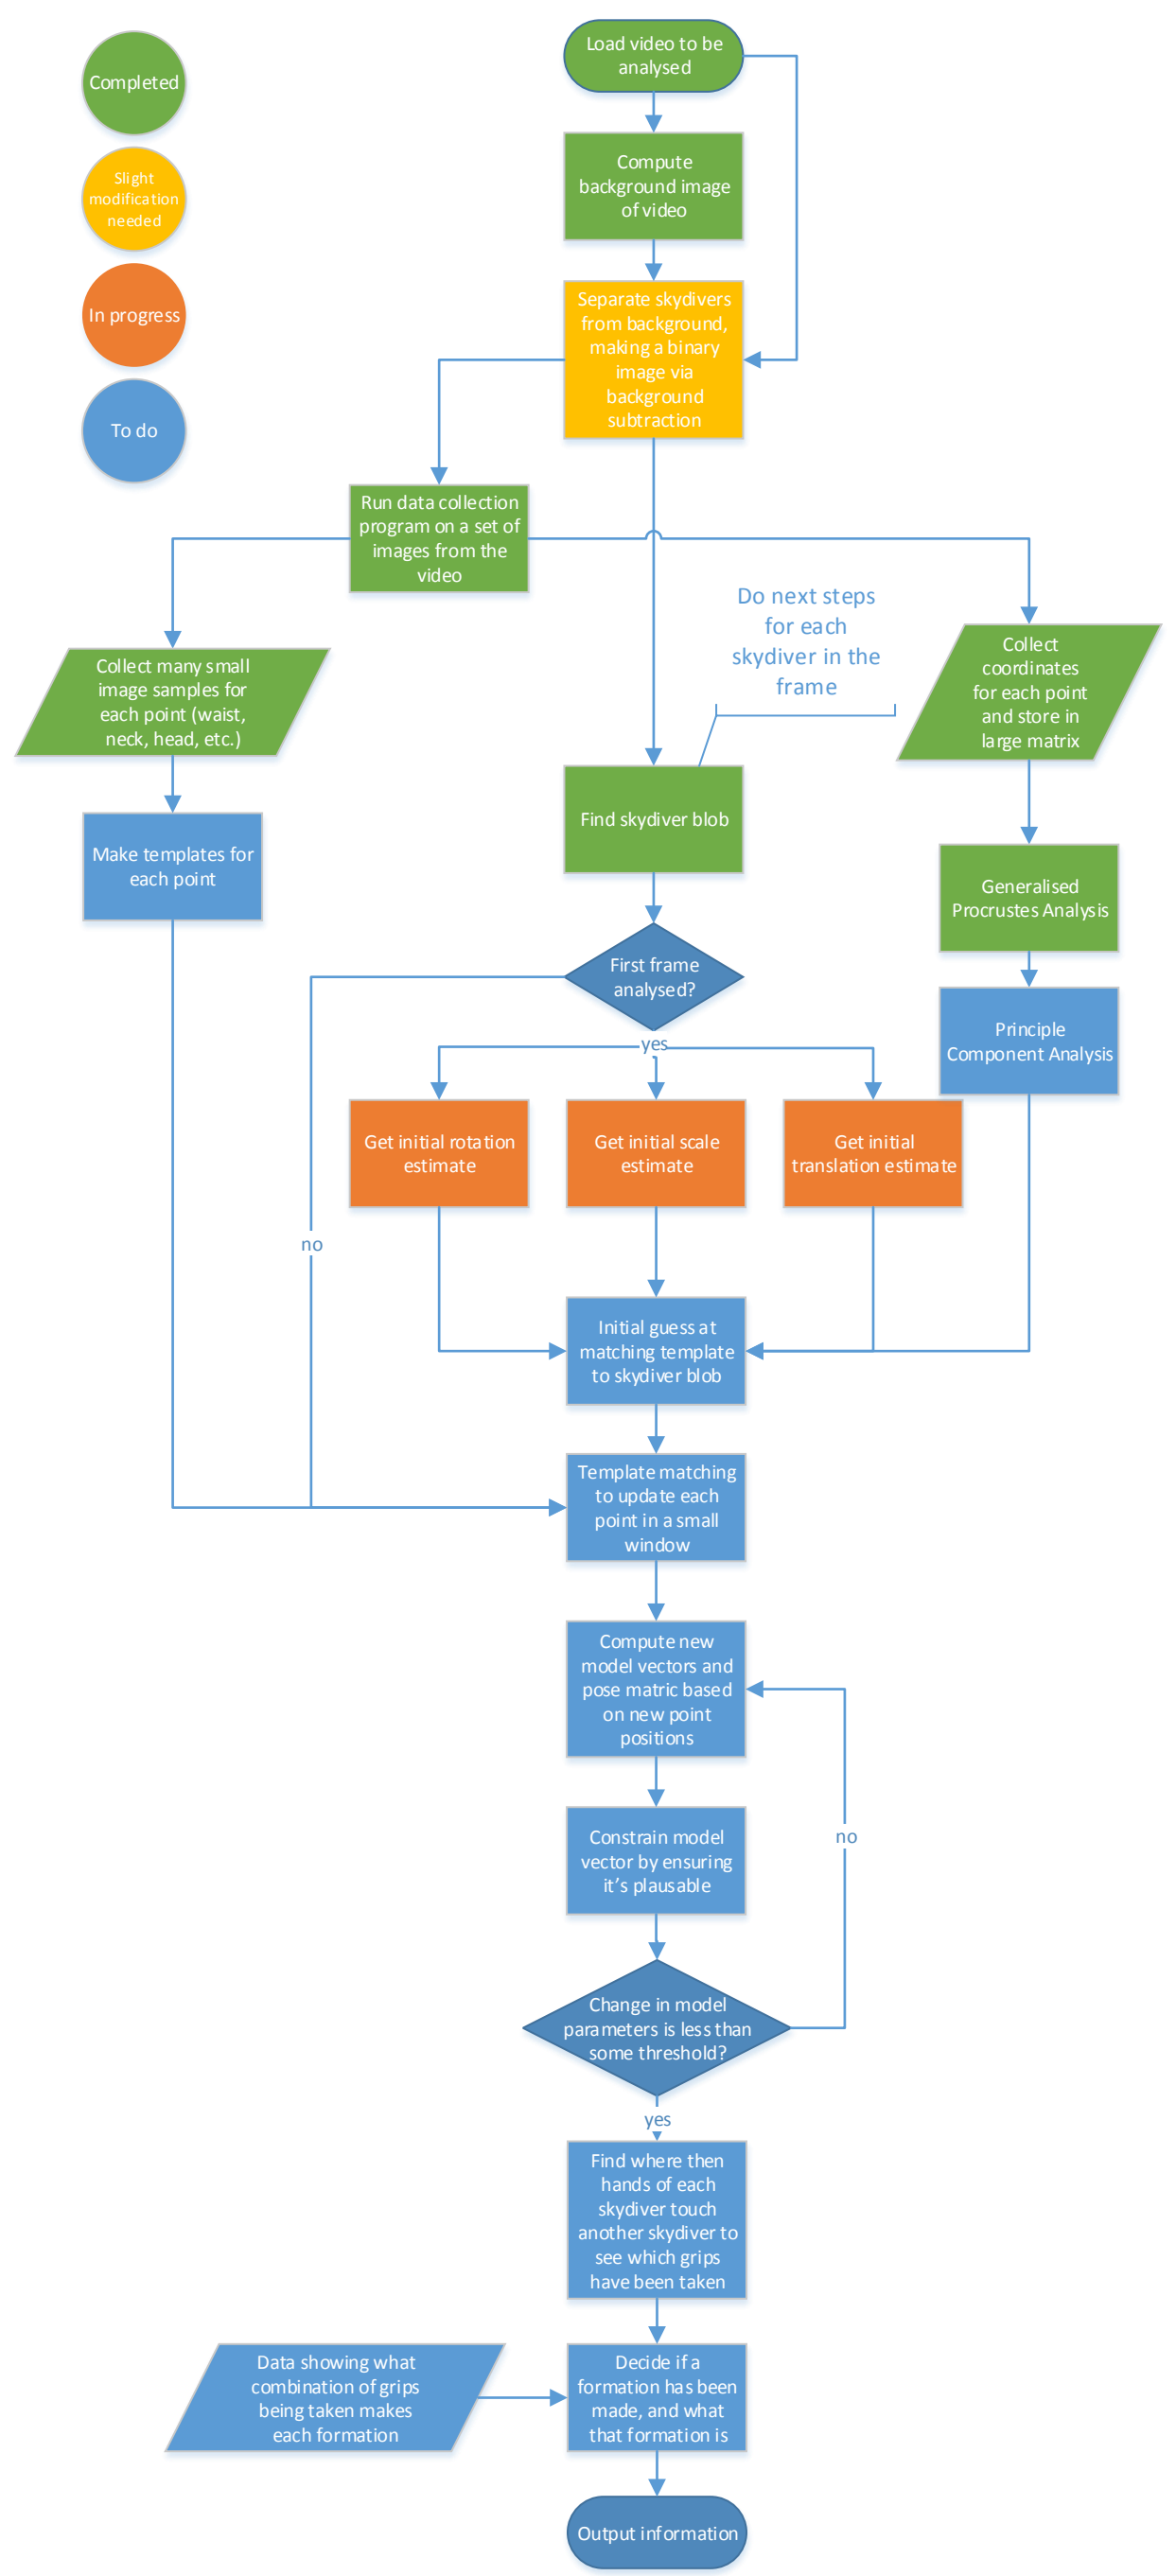 Completed
Slight
modification
needed
In progress
To do
Load video to be
analysed
Compute
background image
of video
Separate skydivers
from background,
making a binary
image via
background
subtraction
Run data collection
program on a set of
images from the
video
Do next steps
for each
skydiver in the
frame
Collect many small
image samples for
each point (waist,
neck, head, etc.)
Collect
coordinates
for each point
and store in
large matrix
Make templates for
each point
Find skydiver blob
Generalised
Procrustes Analysis
First frame
analysed?
Principle
Component Analysis
yes
Get initial rotation
estimate
Get initial scale
estimate
Get initial
translation estimate
no
Initial guess at
matching template
to skydiver blob
Template matching
to update each
point in a small
window
Compute new
model vectors and
pose matric based
on new point
positions
Constrain model
vector by ensuring
it's plausable
no
Change in model
parameters is less than
some threshold?
yes
Find where then
hands of each
skydiver touch
another skydiver to
see which grips
have been taken
Data showing what
combination of grips
being taken makes
each formation
Decide if a
formation has been
made, and what
that formation is
Output information